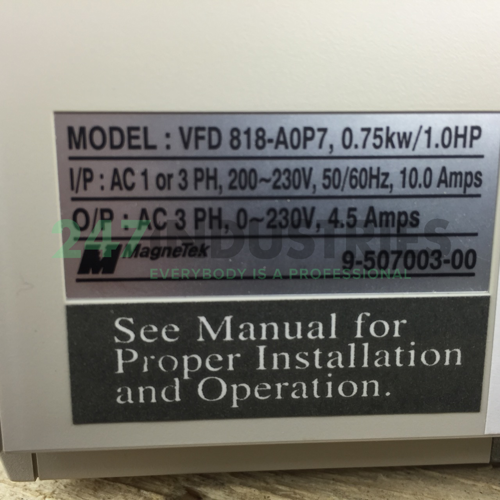 MODEL : VFD 818-A0P7, 0.75kw/1.0HP
I/P : AC 1 or 3 PH, 200~230V, 50/60Hz, 10.0 Amps
O/P : AC 3 PH, 0~230V, 4.5 Amps
247 INDUSTRIES
MagneTek 9-507003-00
EVERYBODY IS A PROFESSIONAL
See Manual for
Proper Installation
and Operation.